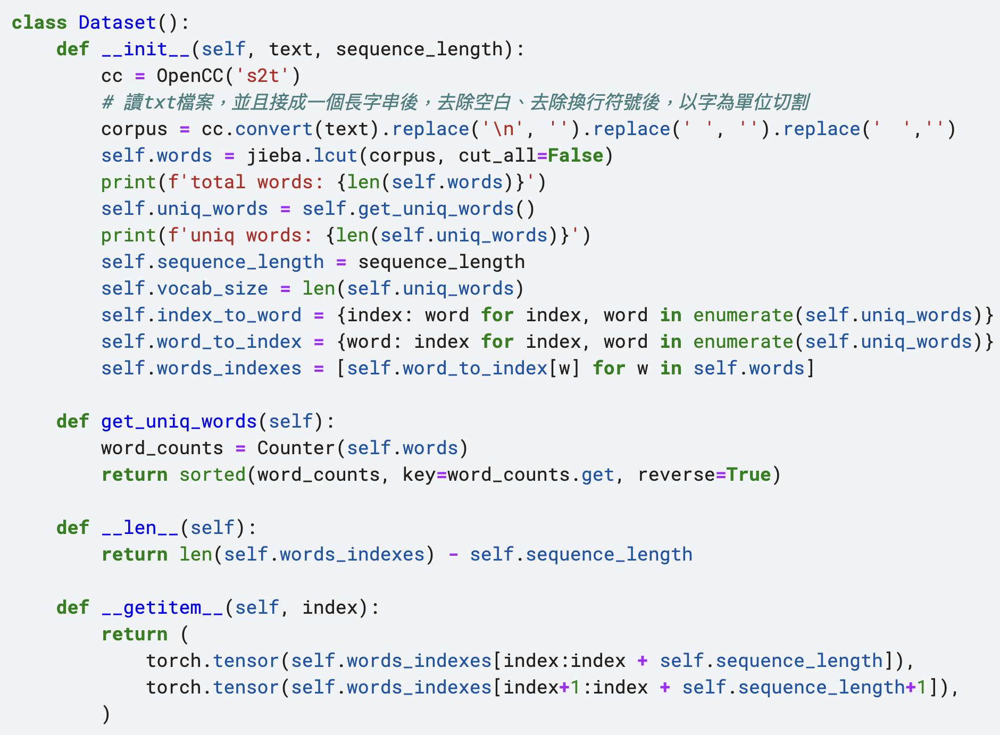 class Dataset():
    def __init__(self, text, sequence_length):
        cc = OpenCC('s2t')
        # 讀txt檔案，並且接成一個長字串後，去除空白、去除換行符號後，以字為單位切割
        corpus = cc.convert(text).replace('\n', '').replace(' ', '').replace('　','')
        self.words = jieba.lcut(corpus, cut_all=False)
        print(f'total words: {len(self.words)}')
        self.uniq_words = self.get_uniq_words()
        print(f'uniq words: {len(self.uniq_words)}')
        self.sequence_length = sequence_length
        self.vocab_size = len(self.uniq_words)
        self.index_to_word = {index: word for index, word in enumerate(self.uniq_words)}
        self.word_to_index = {word: index for index, word in enumerate(self.uniq_words)}
        self.words_indexes = [self.word_to_index[w] for w in self.words]

    def get_uniq_words(self):
        word_counts = Counter(self.words)
        return sorted(word_counts, key=word_counts.get, reverse=True)

    def __len__(self):
        return len(self.words_indexes) - self.sequence_length

    def __getitem__(self, index):
        return (
            torch.tensor(self.words_indexes[index:index + self.sequence_length]),
            torch.tensor(self.words_indexes[index+1:index + self.sequence_length+1]),
        )